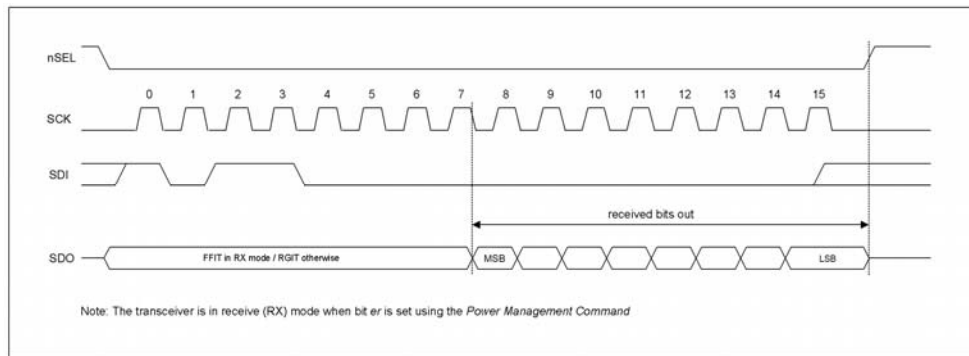 nSEL
0 1 2 3 4 5 6 7 8 9 10 11 12 13 14 15
SCK
SDI
received bits out
SDO
FFIT in RX mode / RGIT otherwise
MSB
LSB
Note: The transceiver is in receive (RX) mode when bit er is set using the Power Management Command